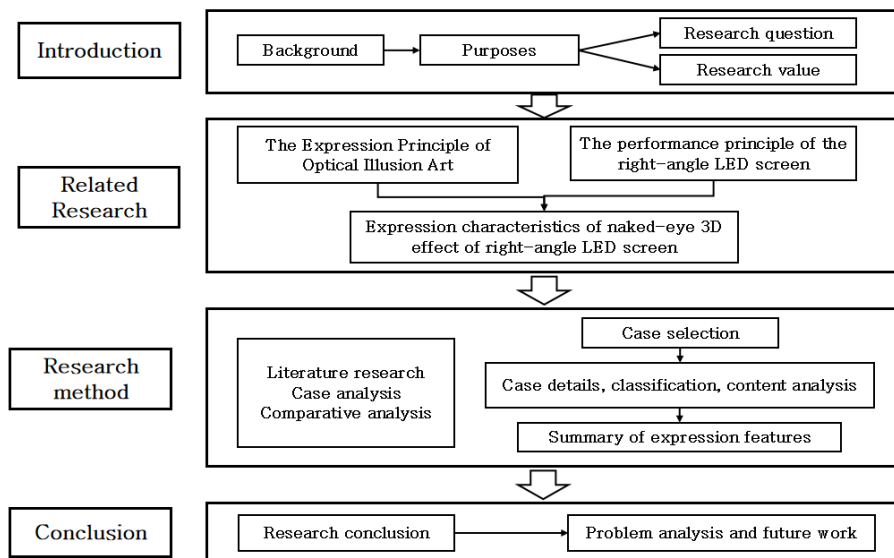 Introduction
Background
Purposes
Research question
Research value
Related
Research
The Expression Principle of
Optical Illusion Art
The performance principle of the
right-angle LED screen
Expression characteristics of naked-eye 3D
effect of right-angle LED screen
Research
method
Literature research
Case analysis
Comparative analysis
Case selection
Case details, classification, content analysis
Summary of expression features
Conclusion
Research conclusion
Problem analysis and future work